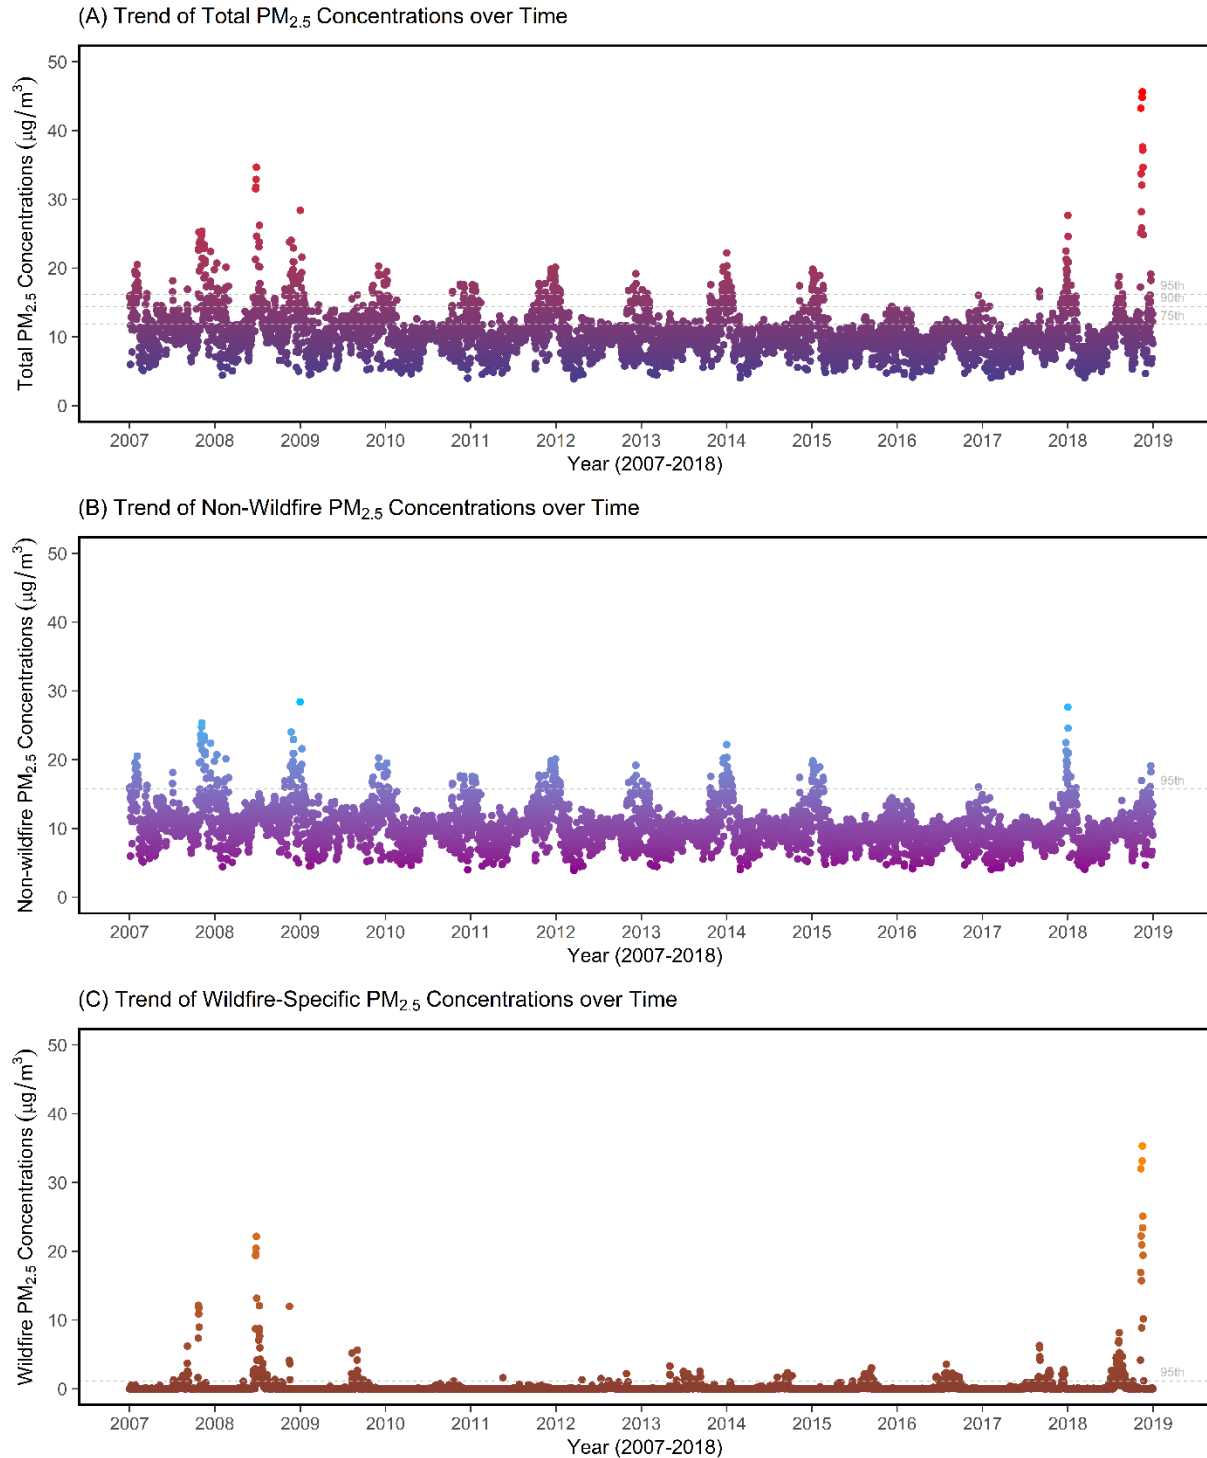 (A) Trend of Total PM2.5 Concentrations over Time
Total PM2.5 Concentrations (μg/m³)
50
40
30
20
10
0
95th
90th
75th
2007 2008 2009 2010 2011 2012 2013 2014 2015 2016 2017 2018 2019
Year (2007-2018)
(B) Trend of Non-Wildfire PM2.5 Concentrations over Time
Non-wildfire PM2.5 Concentrations (μg/m³)
50
40
30
20
10
0
95th
2007 2008 2009 2010 2011 2012 2013 2014 2015 2016 2017 2018 2019
Year (2007-2018)
(C) Trend of Wildfire-Specific PM2.5 Concentrations over Time
Wildfire PM2.5 Concentrations (μg/m³)
50
40
30
20
10
0
95th
2007 2008 2009 2010 2011 2012 2013 2014 2015 2016 2017 2018 2019
Year (2007-2018)